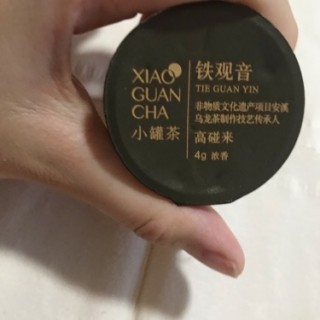 XIAO
GUAN
CHA
小罐茶
铁观音
TIE GUAN YIN
非物质文化遗产项目安溪
乌龙茶制作技艺传承人
高碰来
4g 浓香